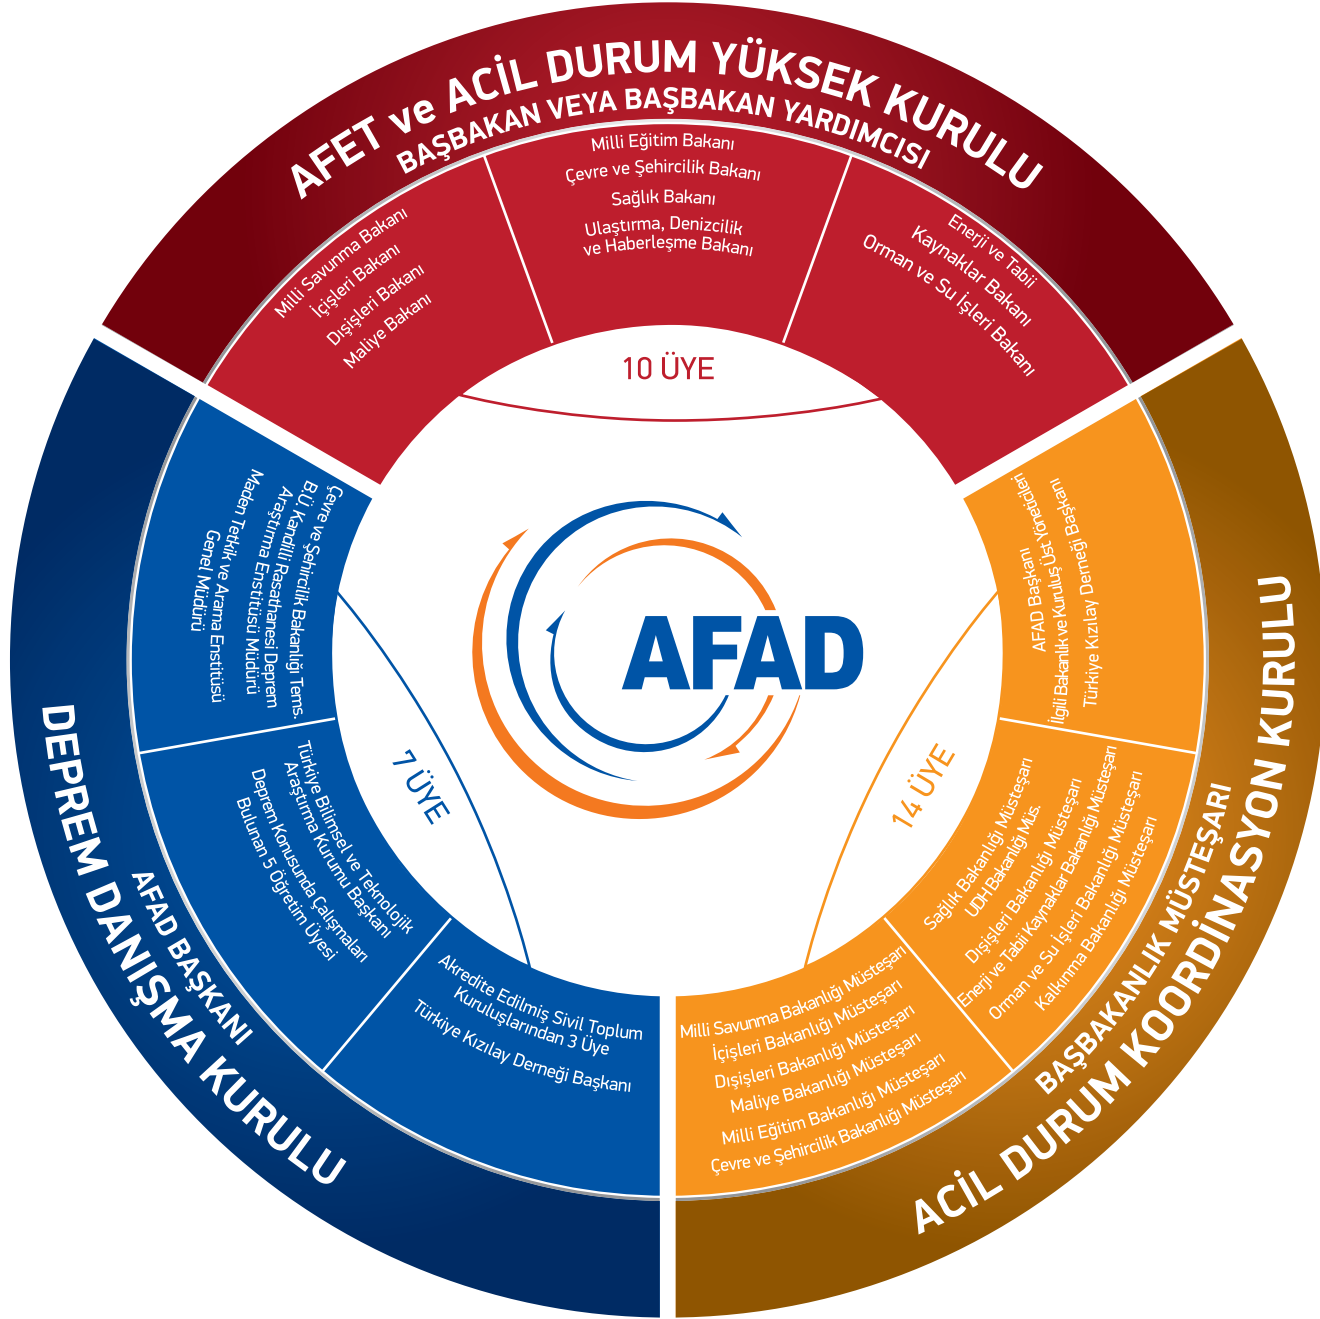 AFET ve ACİL DURUM YÜKSEK KURULU
BAŞBAKAN VEYA BAŞBAKAN YARDIMCISI
Milli Savunma Bakanı
İçişleri Bakanı
Dışişleri Bakanı
Maliye Bakanı
Milli Eğitim Bakanı
Çevre ve Şehircilik Bakanı
Sağlık Bakanı
Ulaştırma, Denizcilik
ve Haberleşme Bakanı
Enerji ve Tabii
Kaynaklar Bakanı
Orman ve Su İşleri Bakanı
10 ÜYE
AFAD
ACİL DURUM KOORDİNASYON KURULU
BAŞBAKANLIK MÜSTEŞARI
AFAD Başkanı
İlgili Bakanlık ve Kuruluş Üst Yöneticileri
Türkiye Kızılay Derneği Başkanı
Sağlık Bakanlığı Müsteşarı
UDH Bakanlığı Müs.
Dışişleri Bakanlığı Müsteşarı
Enerji ve Tabii Kaynaklar Bakanlığı Müsteşarı
Orman ve Su İşleri Bakanlığı Müsteşarı
Kalkınma Bakanlığı Müsteşarı
Milli Savunma Bakanlığı Müsteşarı
İçişleri Bakanlığı Müsteşarı
Dışişleri Bakanlığı Müsteşarı
Maliye Bakanlığı Müsteşarı
Milli Eğitim Bakanlığı Müsteşarı
Çevre ve Şehircilik Bakanlığı Müsteşarı
14 ÜYE
DEPREM DANIŞMA KURULU
AFAD BAŞKANI
Çevre ve Şehircilik Bakanlığı Tems.
B.Ü. Kandilli Rasathanesi Deprem
Araştırma Enstitüsü Müdürü
Maden Tetkik ve Arama Enstitüsü
Genel Müdürü
Türkiye Bilimsel ve Teknolojik
Araştırma Kurumu Başkanı
Deprem Konusunda Çalışmaları
Bulunan 5 Öğretim Üyesi
Akredite Edilmiş Sivil Toplum
Kuruluşlarından 3 Üye
Türkiye Kızılay Derneği Başkanı
7 ÜYE